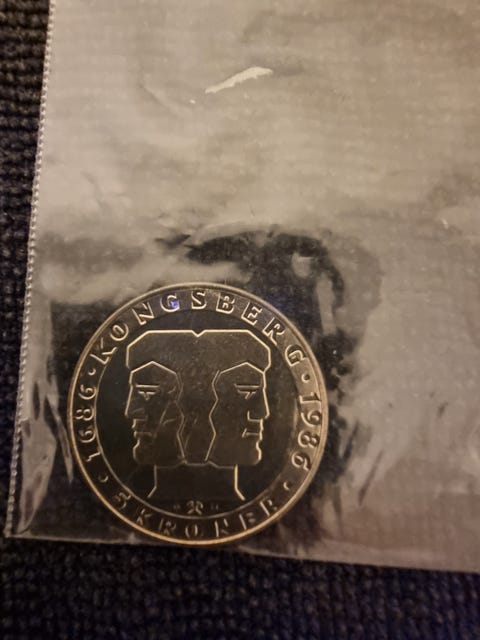 1686 · KONGSBERG · 1986
· 5 KRONER ·